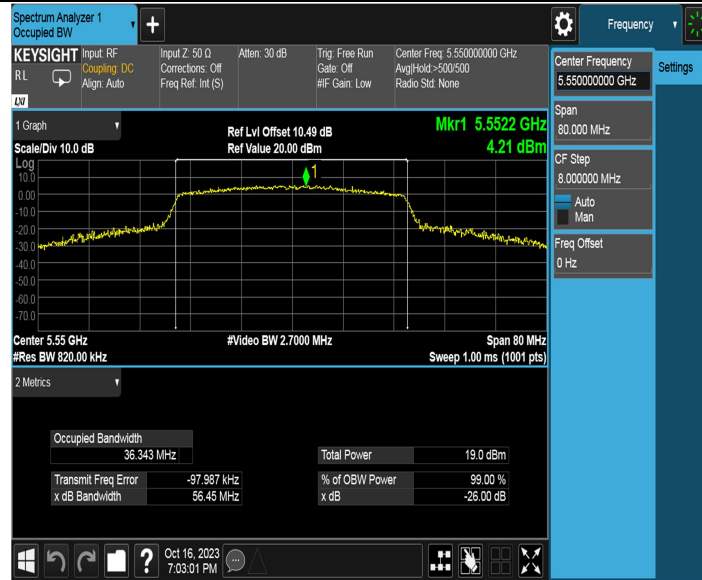 Spectrum Analyzer 1
Occupied BW
Frequency
KEYSIGHT
RL
LXI
Input: RF
Coupling: DC
Align: Auto
Input Z: 50 Ω
Corrections: Off
Freq Ref: Int (S)
Atten: 30 dB
Trig: Free Run
Gate: Off
#IF Gain: Low
Center Freq: 5.550000000 GHz
Avg|Hold:>500/500
Radio Std: None
Center Frequency
5.550000000 GHz
Settings
Span
80.000 MHz
CF Step
8.000000 MHz
Auto
Man
Freq Offset
0 Hz
1 Graph
Scale/Div 10.0 dB
Ref Lvl Offset 10.49 dB
Ref Value 20.00 dBm
Mkr1 5.5522 GHz
4.21 dBm
Log
10.0
0.00
-10.0
-20.0
-30.0
-40.0
-50.0
-60.0
-70.0
1
Center 5.55 GHz
#Video BW 2.7000 MHz
Span 80 MHz
#Res BW 820.00 kHz
Sweep 1.00 ms (1001 pts)
2 Metrics
Occupied Bandwidth
36.343 MHz
Total Power 19.0 dBm
Transmit Freq Error -97.987 kHz
% of OBW Power 99.00 %
x dB Bandwidth 56.45 MHz
x dB -26.00 dB
?
Oct 16, 2023
7:03:01 PM